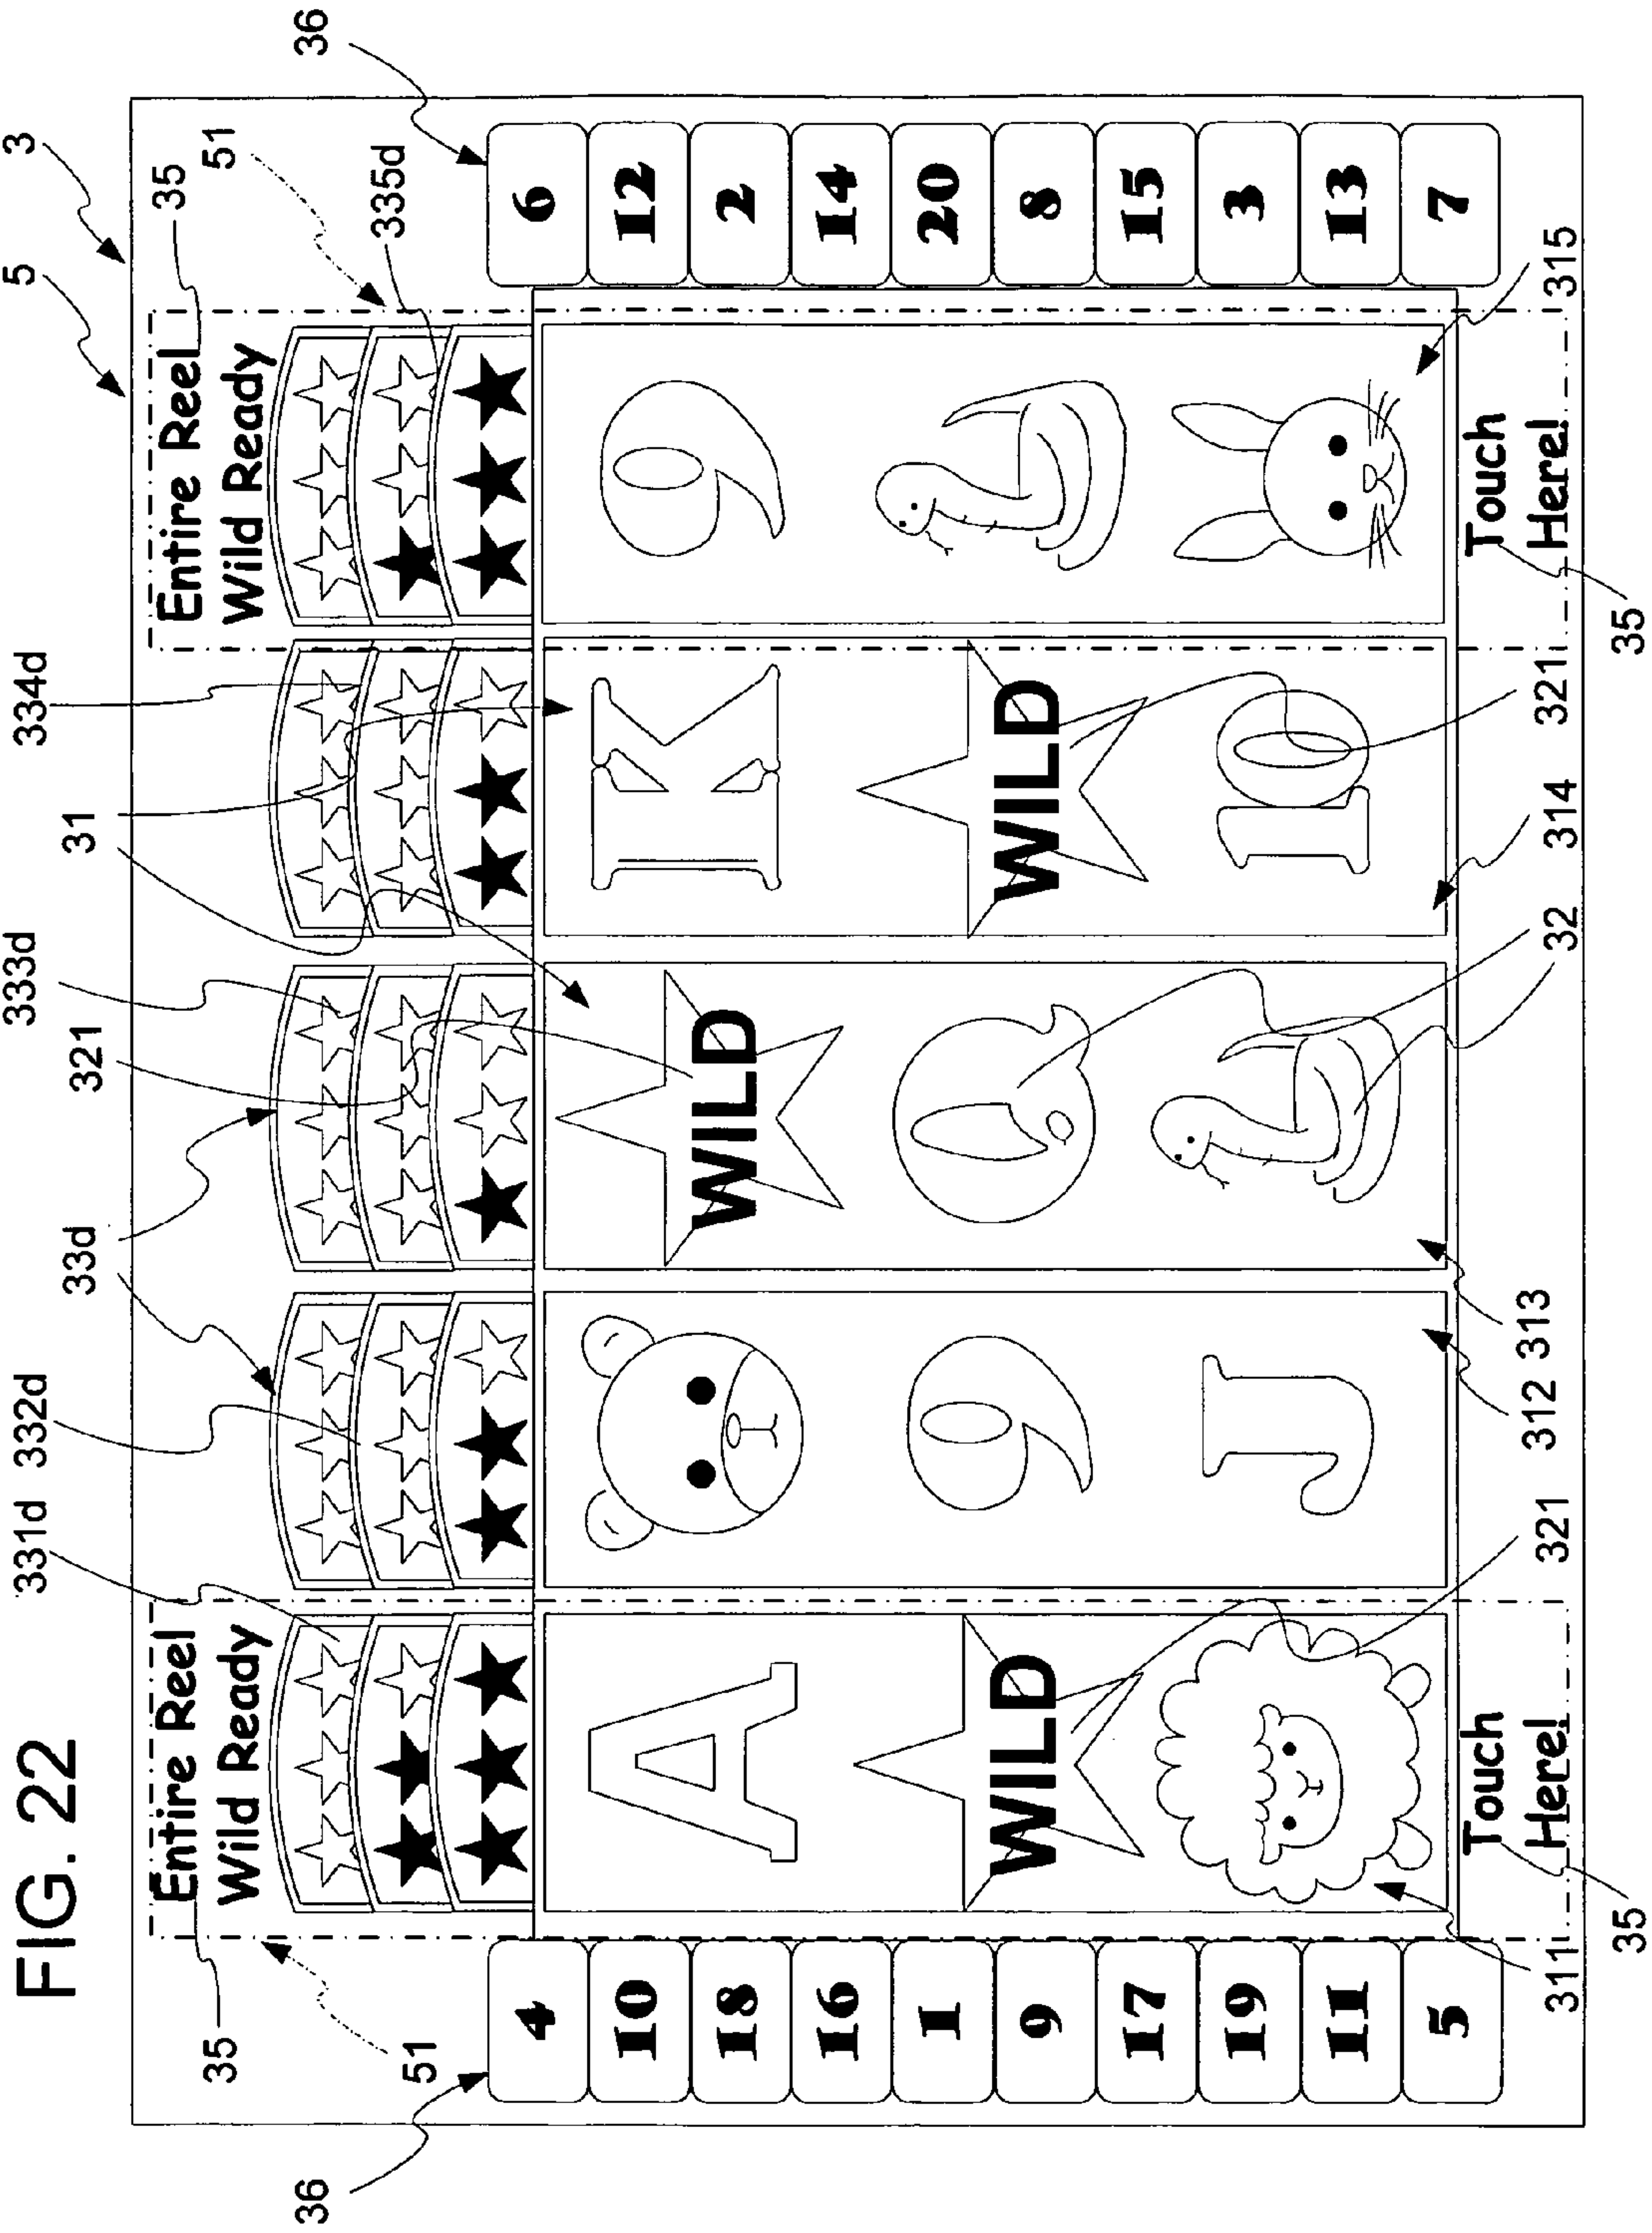 FIG. 22
331d 332d 333d 334d 5 3
33d 321 31
35 35 51
Entire Reel Entire Reel
Wild Ready Wild Ready
36 51 335d 36
4 6
A K 9
WILD
10 12
18 2
16 14
1 9 Q 20
WILD WILD
9 8
17 J 10 15
19 3
11 13
5 7
Touch Touch
Here! Here!
311 321 312 313 32 314 321 315
35 35